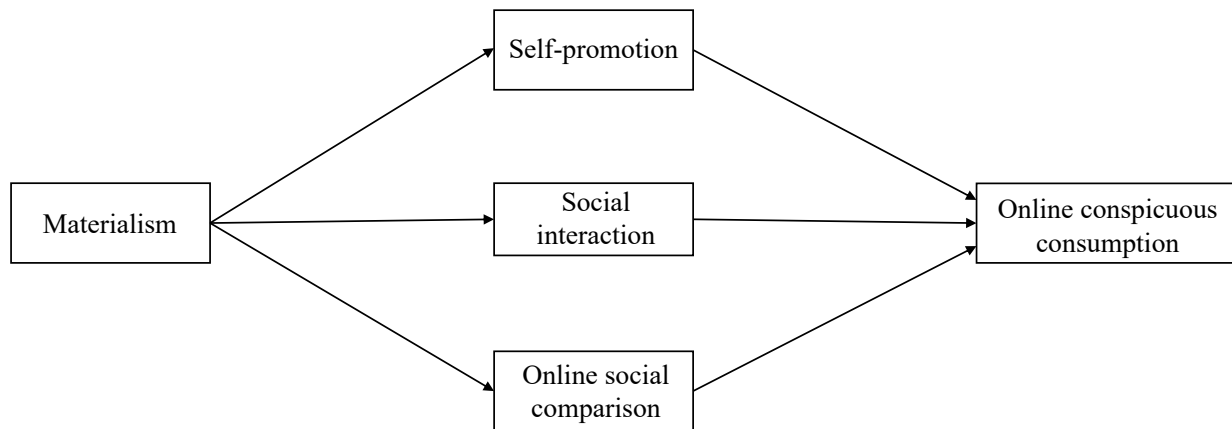 Self-promotion
Materialism
Social
interaction
Online conspicuous
consumption
Online social
comparison